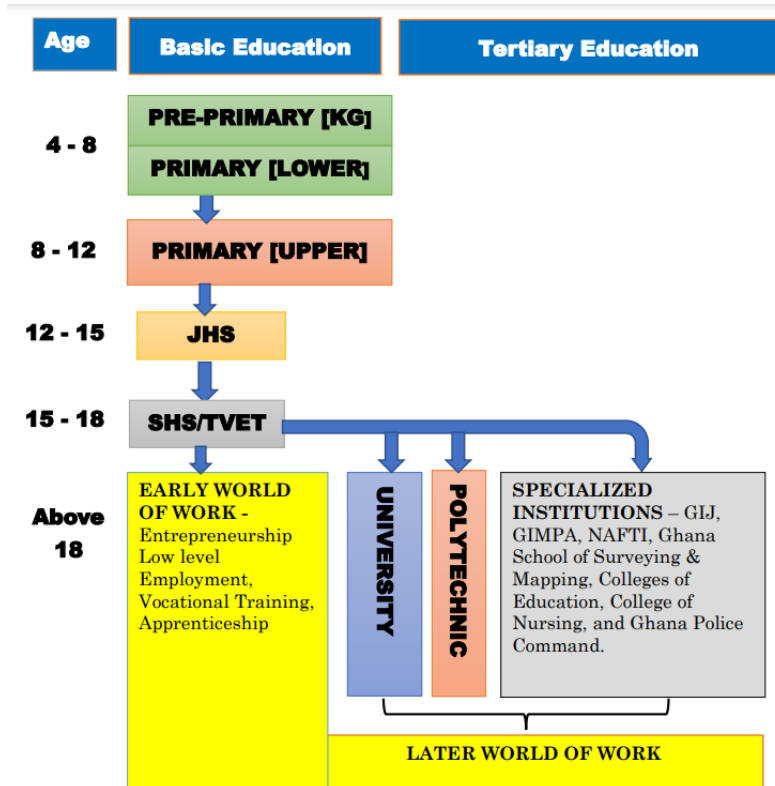 Age
Basic Education
Tertiary Education
4 - 8
PRE-PRIMARY [KG]
PRIMARY [LOWER]
8 - 12
PRIMARY [UPPER]
12 - 15
JHS
15 - 18
SHS/TVET
Above
18
EARLY WORLD
OF WORK -
Entrepreneurship
Low level
Employment,
Vocational Training,
Apprenticeship
UNIVERSITY
POLYTECHNIC
SPECIALIZED
INSTITUTIONS – GIJ,
GIMPA, NAFTI, Ghana
School of Surveying &
Mapping, Colleges of
Education, College of
Nursing, and Ghana Police
Command.
LATER WORLD OF WORK